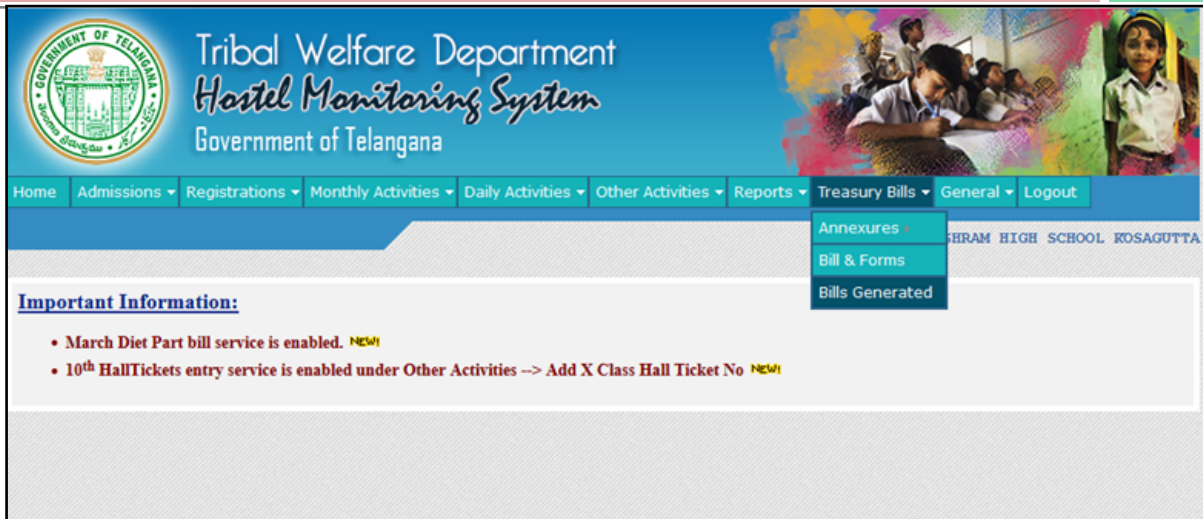 GOVERNMENT OF TELANGANA
Tribal Welfare Department
Hostel Monitoring System
Government of Telangana
Home Admissions Registrations Monthly Activities Daily Activities Other Activities Reports Treasury Bills General Logout
Annexures
SHRAM HIGH SCHOOL KOSAGUTTA
Bill & Forms
Bills Generated
Important Information:
• March Diet Part bill service is enabled. NEW!
• 10th HallTickets entry service is enabled under Other Activities --> Add X Class Hall Ticket No NEW!